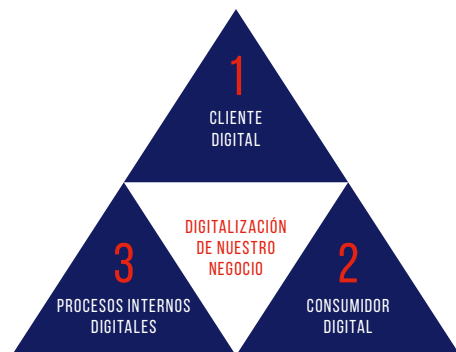 1
CLIENTE
DIGITAL
DIGITALIZACIÓN
DE NUESTRO
NEGOCIO
3
PROCESOS INTERNOS
DIGITALES
2
CONSUMIDOR
DIGITAL